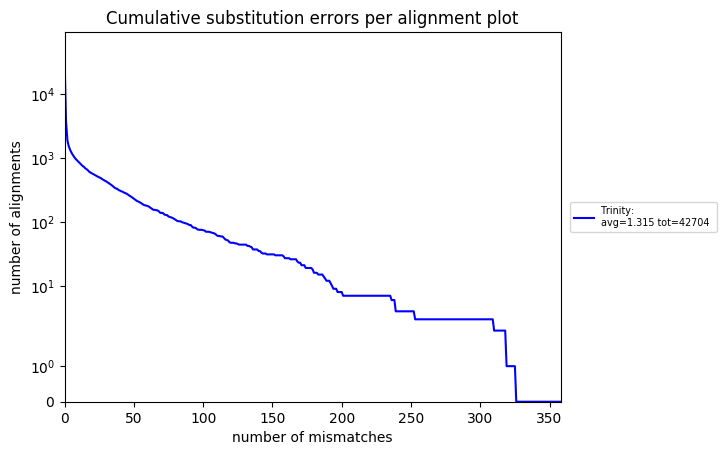 Cumulative substitution errors per alignment plot
number of alignments
10^4
10^3
10^2
10^1
10^0
0
0 50 100 150 200 250 300 350
number of mismatches
Trinity:
avg=1.315 tot=42704